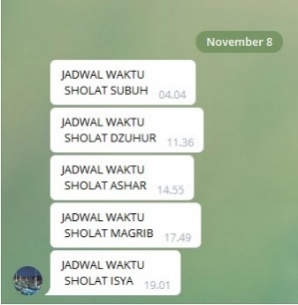 November 8
JADWAL WAKTU
SHOLAT SUBUH 04.04
JADWAL WAKTU
SHOLAT DZUHUR 11.36
JADWAL WAKTU
SHOLAT ASHAR 14.55
JADWAL WAKTU
SHOLAT MAGRIB 17.49
JADWAL WAKTU
SHOLAT ISYA 19.01